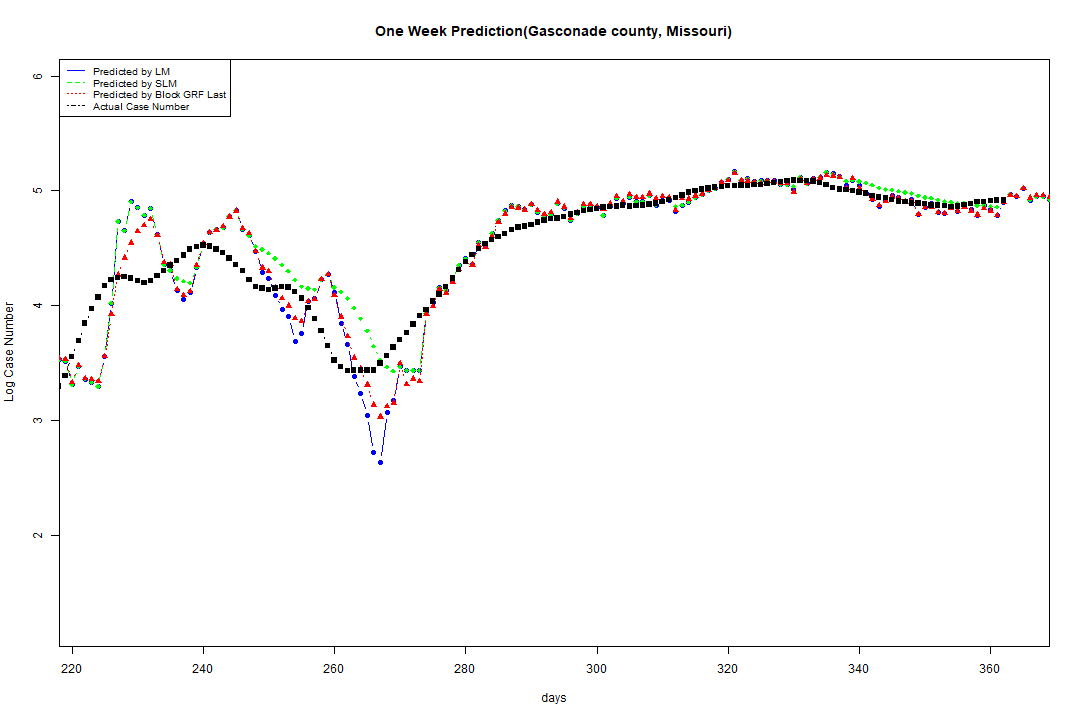 One Week Prediction(Gasconade county, Missouri)
Predicted by LM
Predicted by SLM
Predicted by Block GRF Last
Actual Case Number
6
5
4
3
2
Log Case Number
220 240 260 280 300 320 340 360
days